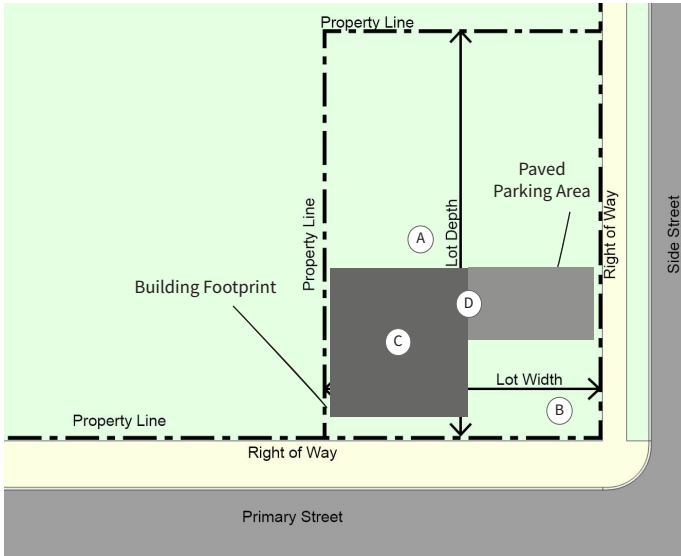 Property Line
Paved
Parking Area
Property Line
Lot Depth
Right of Way
Side Street
A
Building Footprint
D
C
Lot Width
B
Property Line
Right of Way
Primary Street